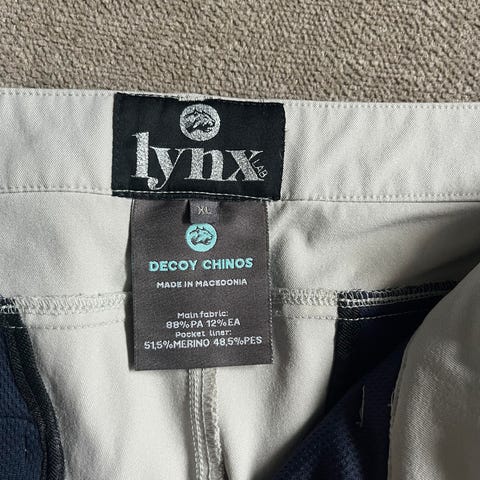 lynx
LAB
XL
DECOY CHINOS
MADE IN MACEDONIA
Main fabric:
88%PA 12%EA
Pocket liner:
51,5%MERINO 48,5%PES